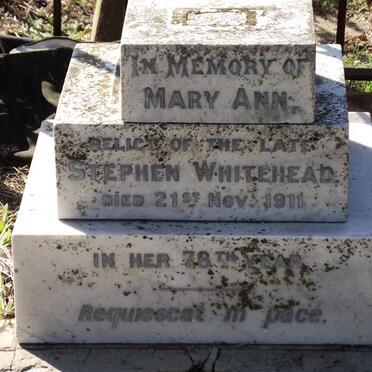 IN MEMORY OF
MARY ANN,
RELICT OF THE LATE
STEPHEN WHITEHEAD
DIED 21ST NOV. 1911
IN HER 78TH YEAR
Requiescat in pace.